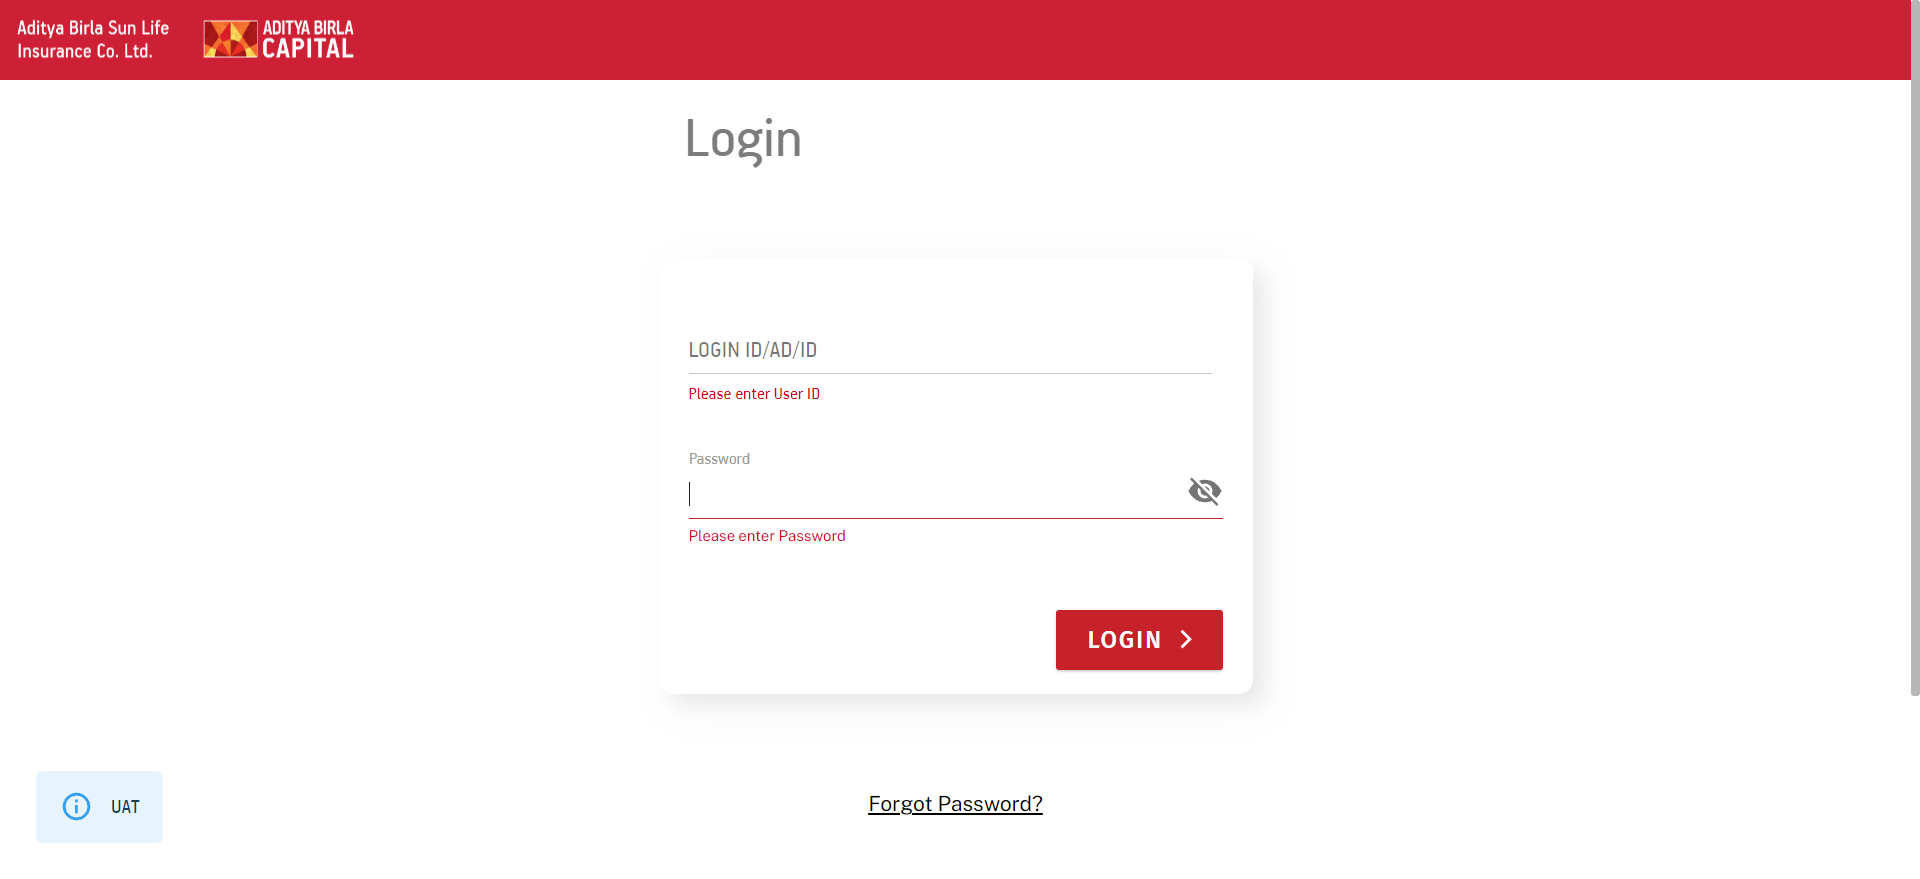 Aditya Birla Sun Life
Insurance Co. Ltd.
ADITYA BIRLA
CAPITAL
Login
LOGIN ID/AD/ID
Please enter User ID
Password
Please enter Password
LOGIN
UAT
Forgot Password?